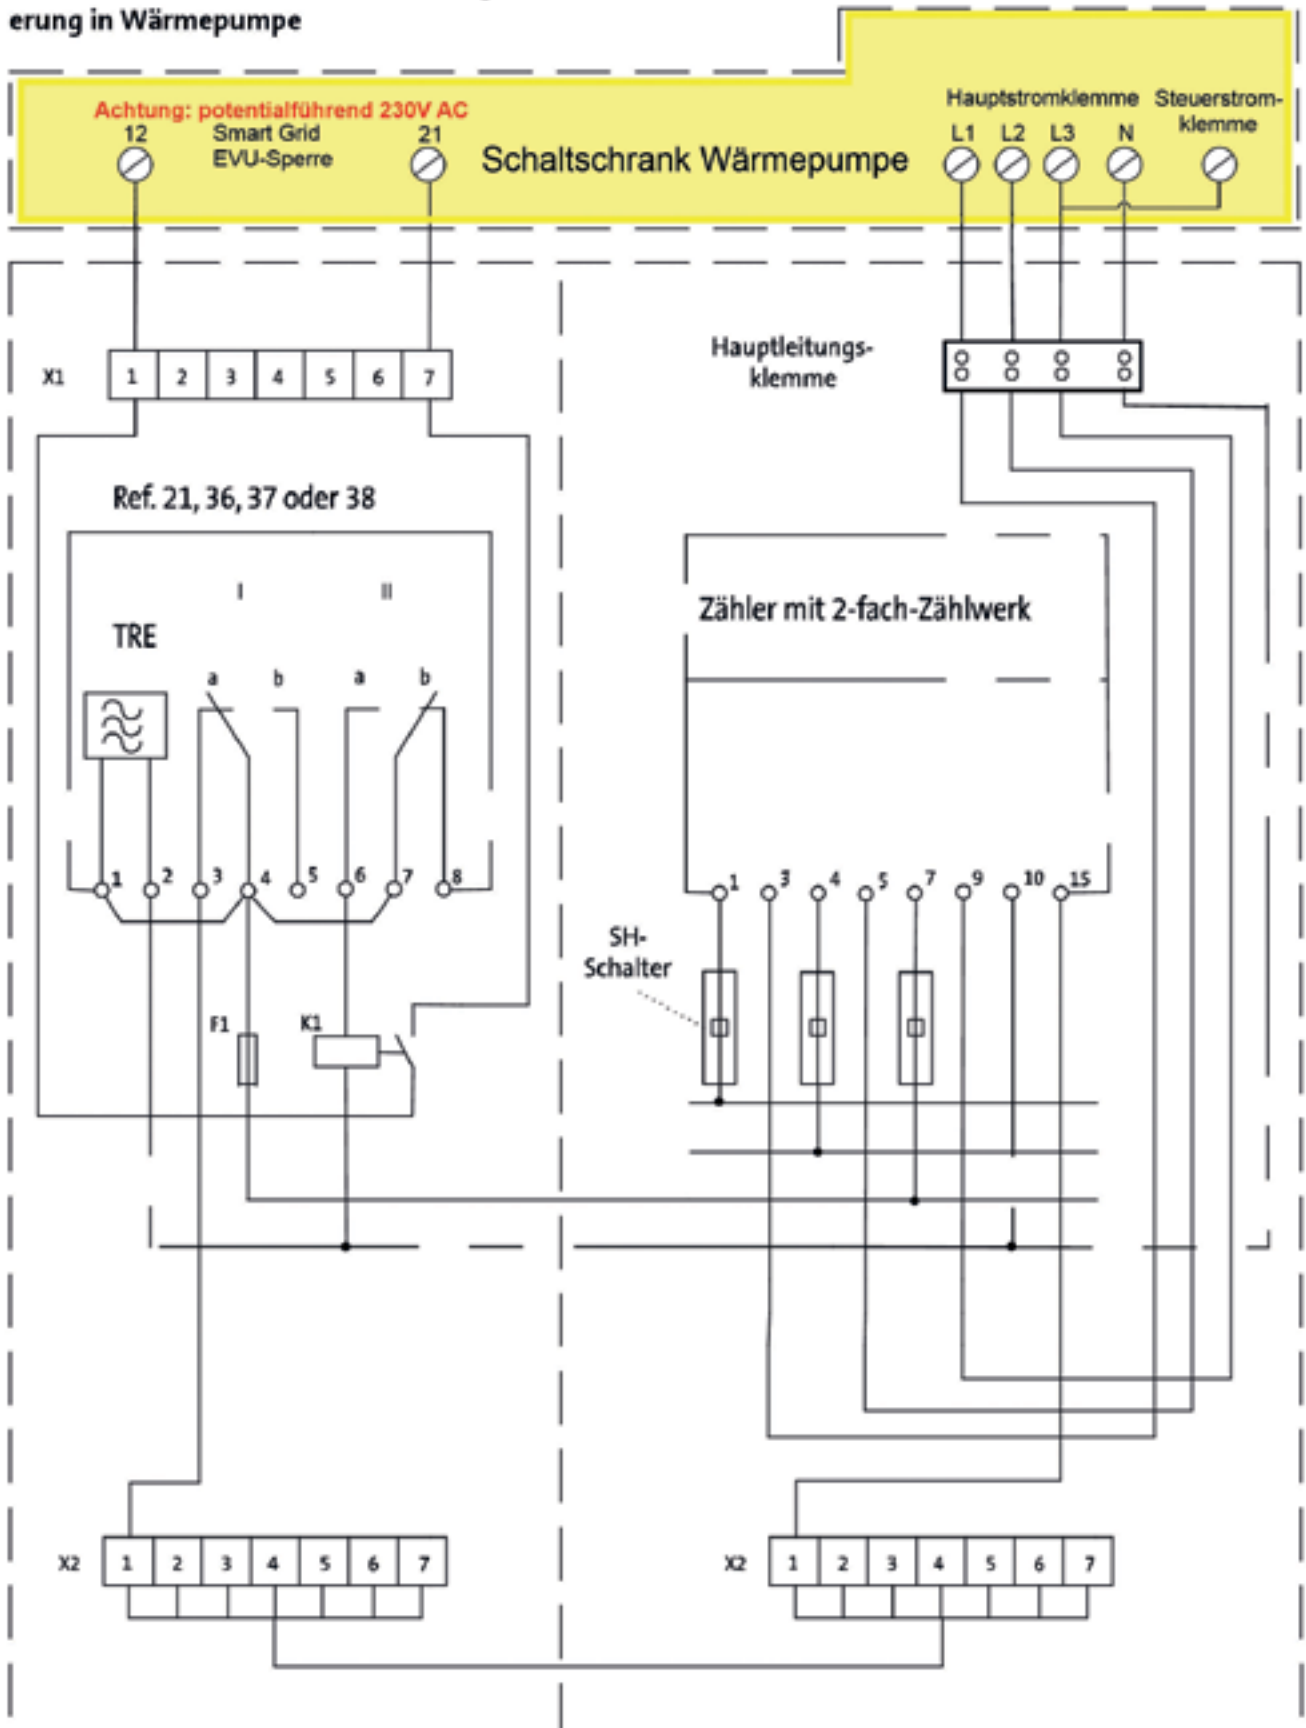 erung in Wärmepumpe
Achtung: potentialführend 230V AC
12 Smart Grid 21
EVU-Sperre
Schaltschrank Wärmepumpe
Hauptstromklemme
Steuerstrom-
klemme
L1 L2 L3 N
Hauptleitungs-
klemme
X1 1 2 3 4 5 6 7
Ref. 21, 36, 37 oder 38
I II
TRE
a b a b
Zähler mit 2-fach-Zählwerk
1 2 3 4 5 6 7 8
1 3 4 5 7 9 10 15
SH-
Schalter
F1 K1
X2 1 2 3 4 5 6 7
X2 1 2 3 4 5 6 7